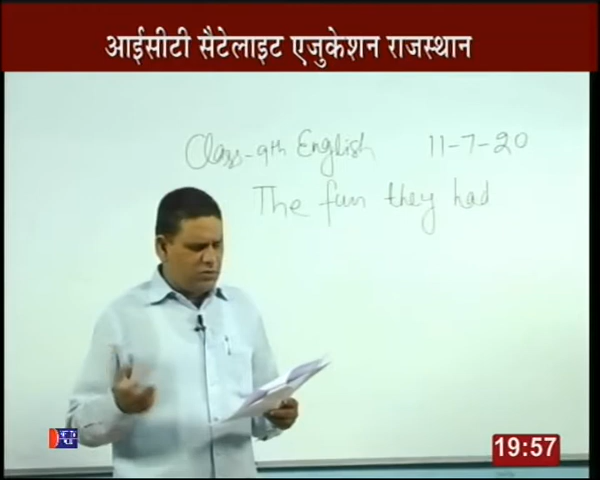 आईसीटी सैटेलाइट एजुकेशन राजस्थान
Class-9th English 11-7-20
The fun they had
19:57